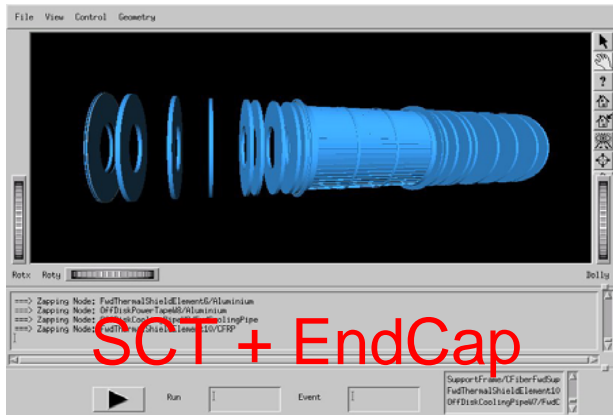 File View Control Geometry
?
Rotx Roty Dolly
===> Zapping Node: FwdThermalShieldElement6/Aluminium
===> Zapping Node: OffDiskPowerTapeW8/Aluminium
===> Zapping Node:
===> Zapping Node: FwdThermalShieldElement10/CFRP
SCT + EndCap
SupportFrame/CFiberFwdSup
FwdThermalShieldElement10
OffDiskCoolingPipeW7/FwdC
Run Event